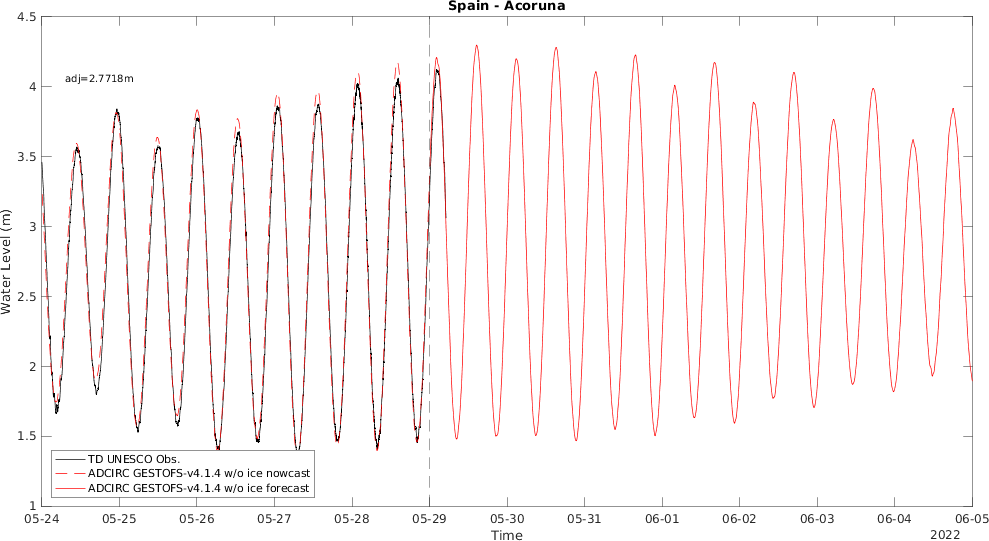 Spain - Acoruna
adj=2.7718m
4.5
4
3.5
3
2.5
2
1.5
1
Water Level (m)
TD UNESCO Obs.
ADCIRC GESTOFS-v4.1.4 w/o ice nowcast
ADCIRC GESTOFS-v4.1.4 w/o ice forecast
05-24 05-25 05-26 05-27 05-28 05-29 05-30 05-31 06-01 06-02 06-03 06-04 06-05
Time
2022